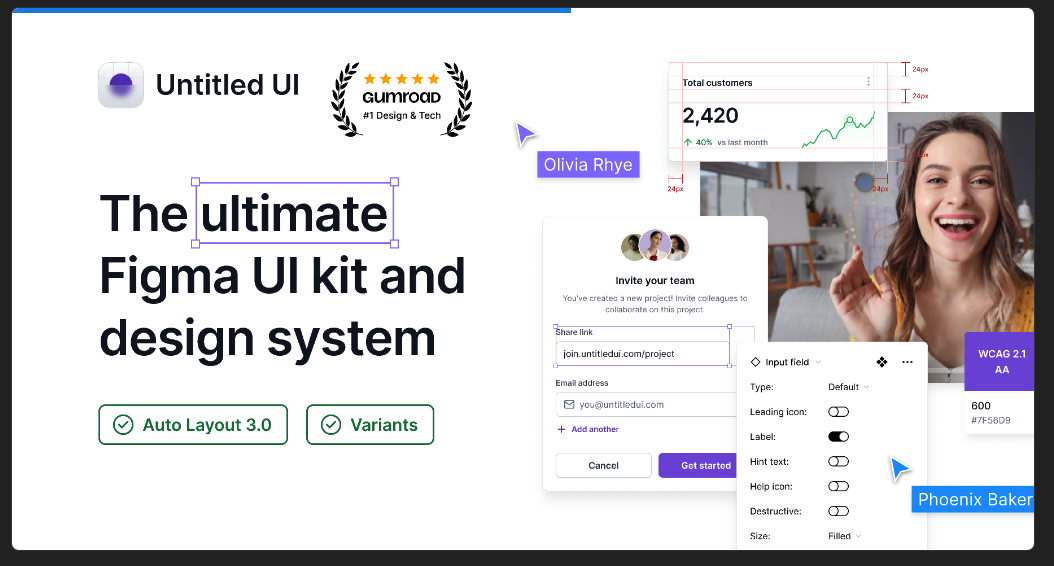 Untitled UI
GUMROAD
#1 Design & Tech
The ultimate
Figma UI kit and
design system
Auto Layout 3.0
Variants
Olivia Rhye
Total customers
2,420
40% vs last month
24px
24px
24px
24px
Invite your team
You've created a new project! Invite colleagues to
collaborate on this project.
Share link
join.untitledui.com/project
Email address
you@untitledui.com
Add another
Cancel
Get started
Input field
Type: Default
Leading icon:
Label:
Hint text:
Help icon:
Destructive:
Size: Filled
WCAG 2.1
AA
600
#7F56D9
Phoenix Baker